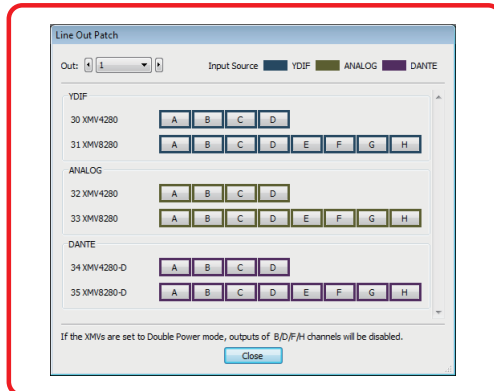 Line Out Patch
Out: 1 Input Source YDIF ANALOG DANTE
YDIF
30 XMV4280 A B C D
31 XMV8280 A B C D E F G H
ANALOG
32 XMV4280 A B C D
33 XMV8280 A B C D E F G H
DANTE
34 XMV4280-D A B C D
35 XMV8280-D A B C D E F G H
If the XMVs are set to Double Power mode, outputs of B/D/F/H channels will be disabled.
Close